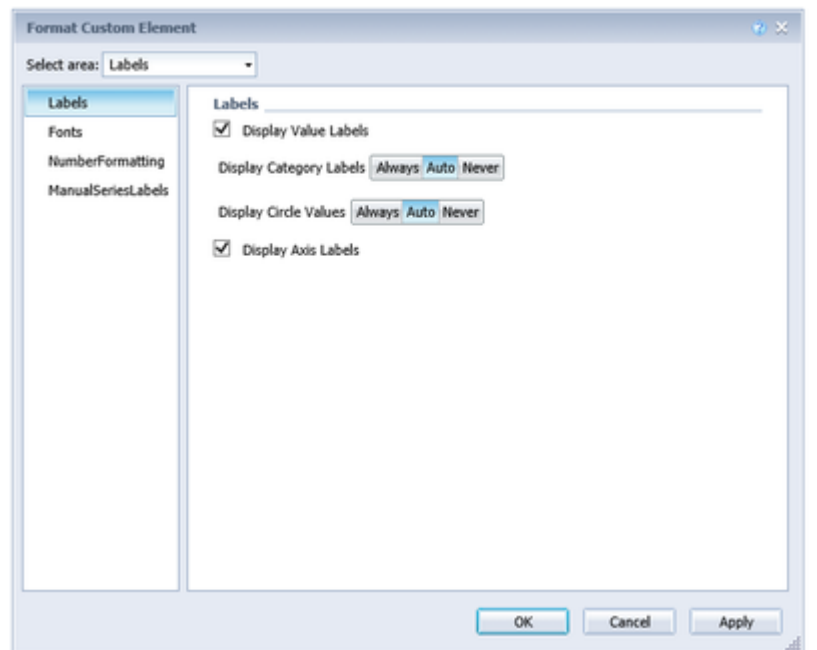 Format Custom Element
Select area: Labels
Labels
Fonts
NumberFormatting
ManualSeriesLabels
Labels
Display Value Labels
Display Category Labels Always Auto Never
Display Circle Values Always Auto Never
Display Axis Labels
OK Cancel Apply